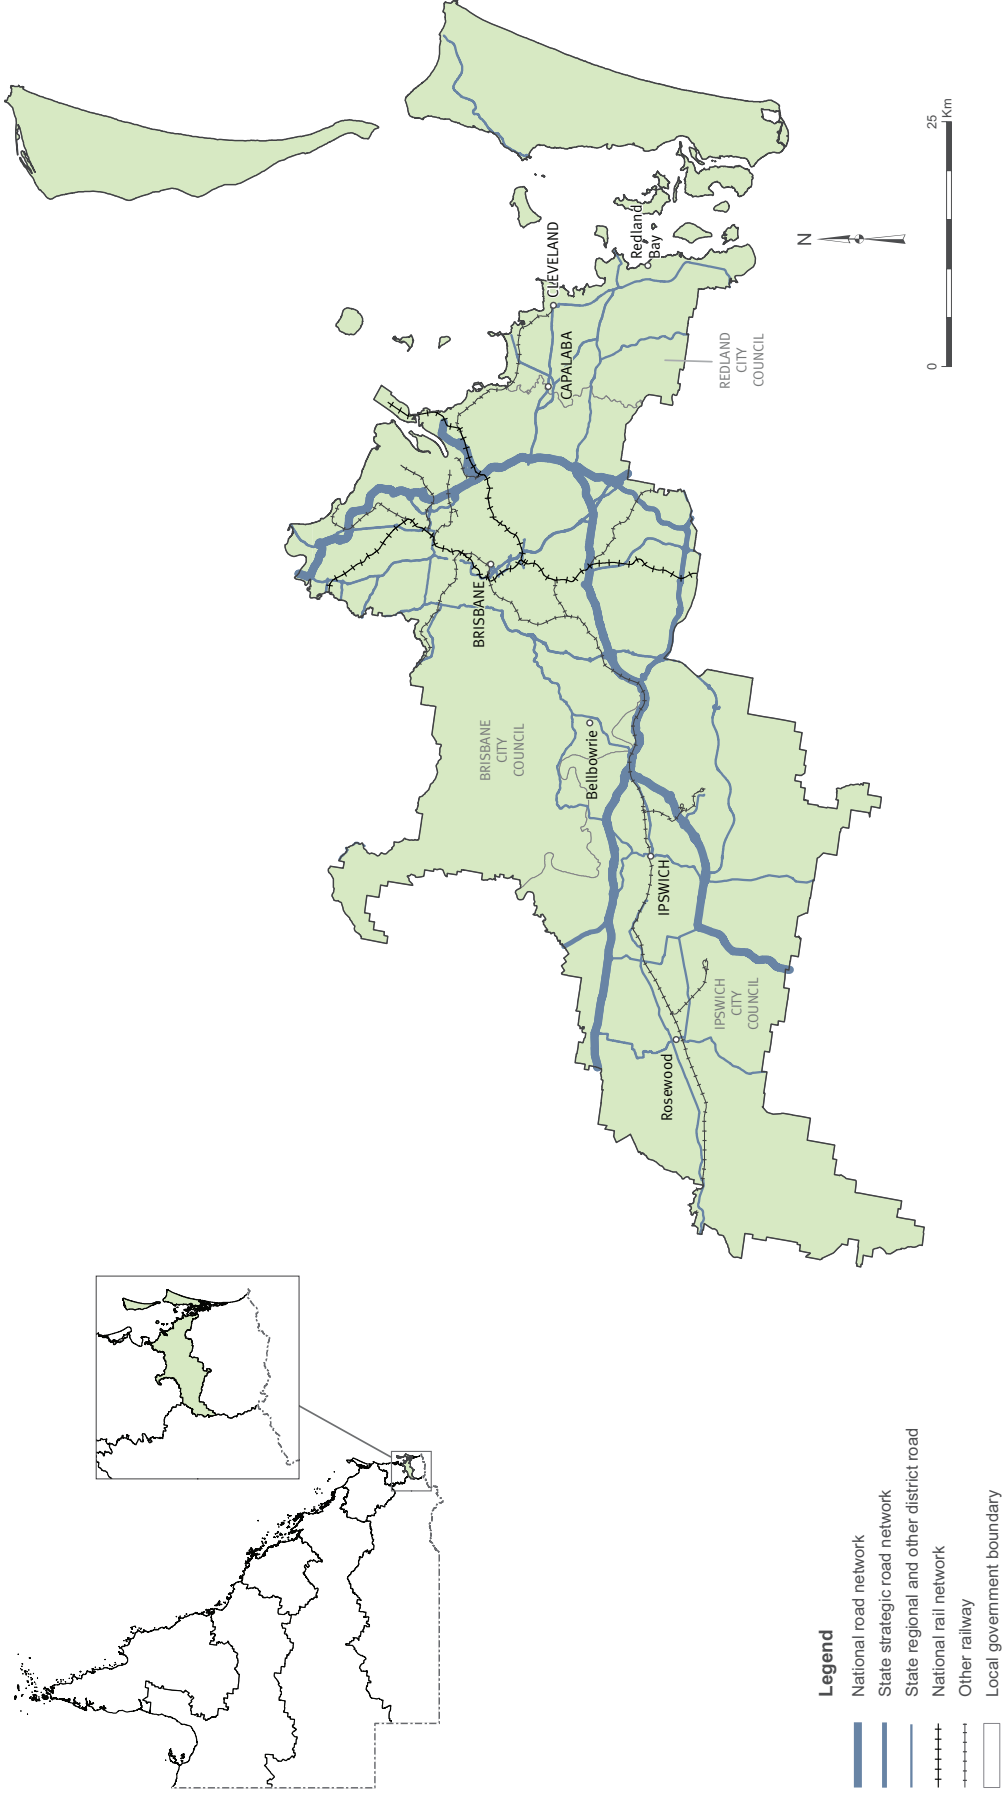 CLEVELAND
Redland
Bay
CAPALABA
REDLAND
CITY
COUNCIL
BRISBANE
BRISBANE
CITY
COUNCIL
Bellbowrie
IPSWICH
IPSWICH
CITY
COUNCIL
Rosewood
N
0
25
Km
Legend
National road network
State strategic road network
State regional and other district road
National rail network
Other railway
Local government boundary